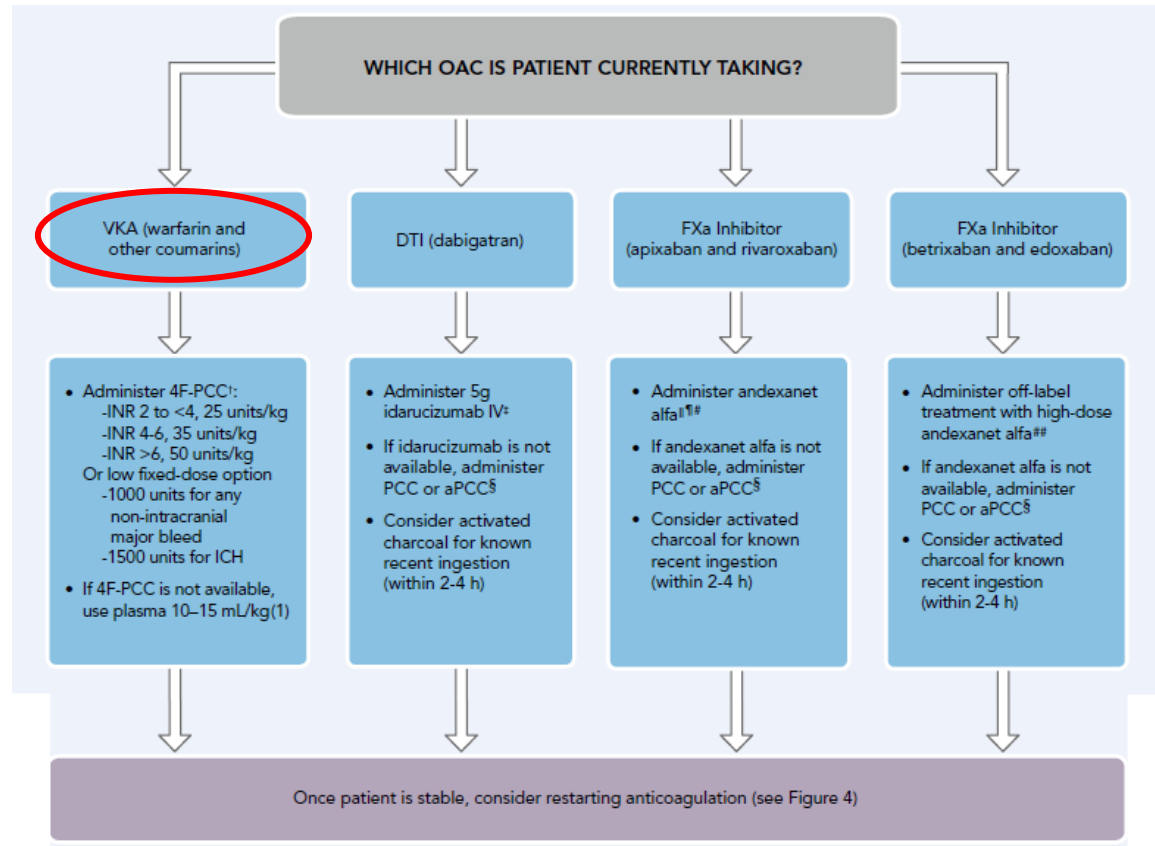 WHICH OAC IS PATIENT CURRENTLY TAKING?
VKA (warfarin and
other coumarins)
DTI (dabigatran)
FXa Inhibitor
(apixaban and rivaroxaban)
FXa Inhibitor
(betrixaban and edoxaban)
• Administer 4F-PCC†:
-INR 2 to <4, 25 units/kg
-INR 4-6, 35 units/kg
-INR >6, 50 units/kg
Or low fixed-dose option
-1000 units for any
non-intracranial
major bleed
-1500 units for ICH
• If 4F-PCC is not available,
use plasma 10–15 mL/kg(1)
• Administer 5g
idarucizumab IV‡
• If idarucizumab is not
available, administer
PCC or aPCC§
• Consider activated
charcoal for known
recent ingestion
(within 2-4 h)
• Administer andexanet
alfa‖¶#
• If andexanet alfa is not
available, administer
PCC or aPCC§
• Consider activated
charcoal for known
recent ingestion
(within 2-4 h)
• Administer off-label
treatment with high-dose
andexanet alfa##
• If andexanet alfa is not
available, administer
PCC or aPCC§
• Consider activated
charcoal for known
recent ingestion
(within 2-4 h)
Once patient is stable, consider restarting anticoagulation (see Figure 4)